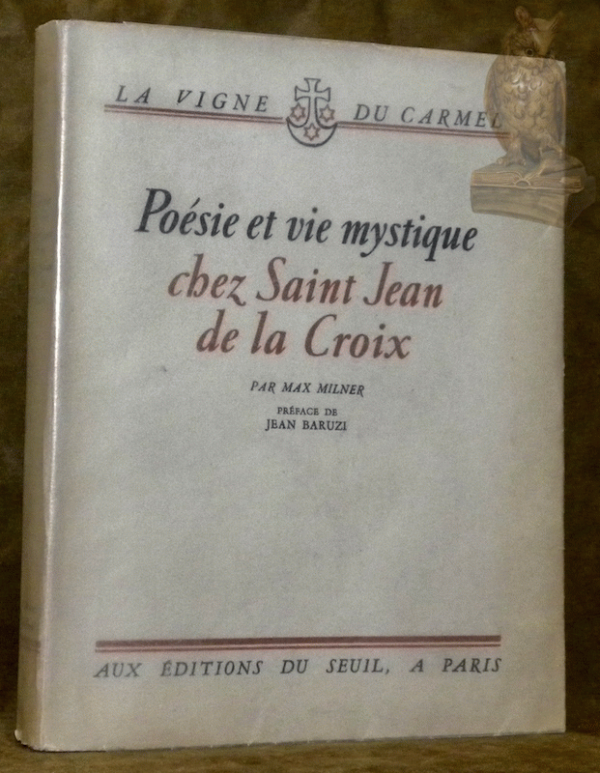 LA VIGNE DU CARMEL
Poésie et vie mystique
chez Saint Jean
de la Croix
PAR MAX MILNER
PRÉFACE DE
JEAN BARUZI
AUX ÉDITIONS DU SEUIL, A PARIS